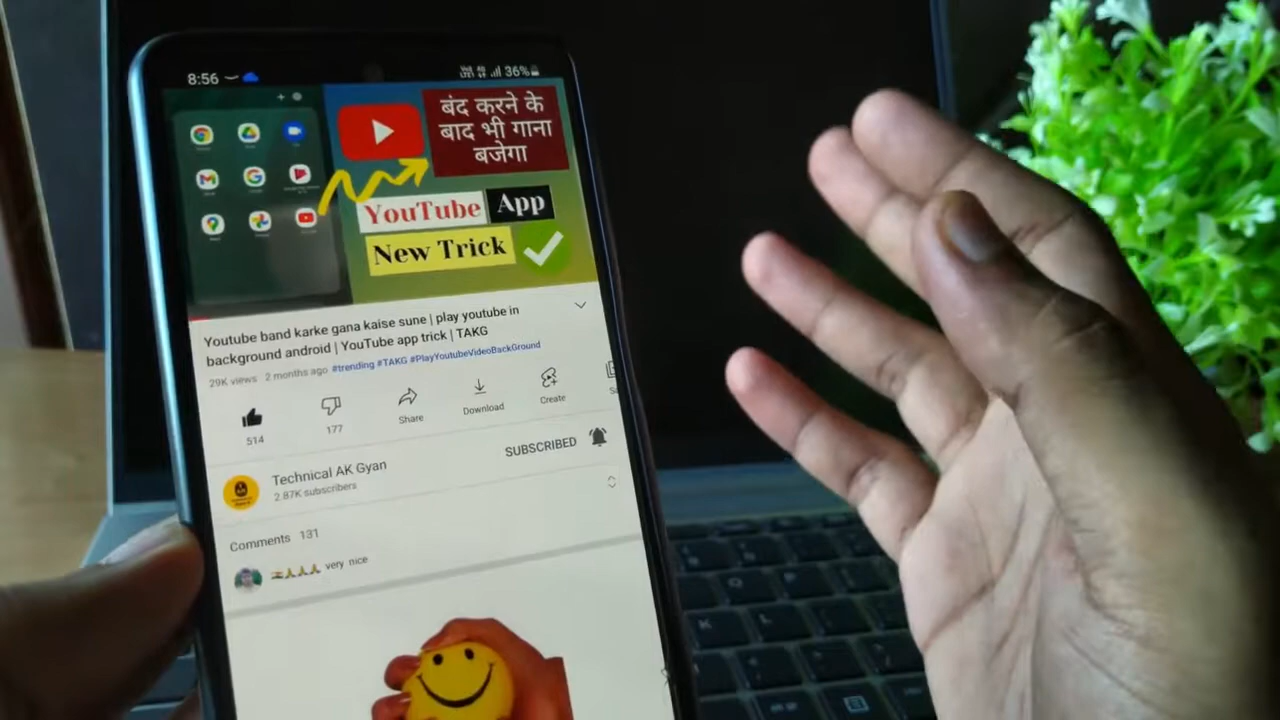 8:56
36%
बंद करने के
बाद भी गाना
बजेगा
YouTube App
New Trick
Youtube band karke gana kaise sune | play youtube in
background android | YouTube app trick | TAKG
29K views 2 months ago #trending #TAKG #PlayYoutubeVideoBackGround
514 177 Share Download Create
Technical AK Gyan
2.87K subscribers
SUBSCRIBED
Comments 131
very nice
K L